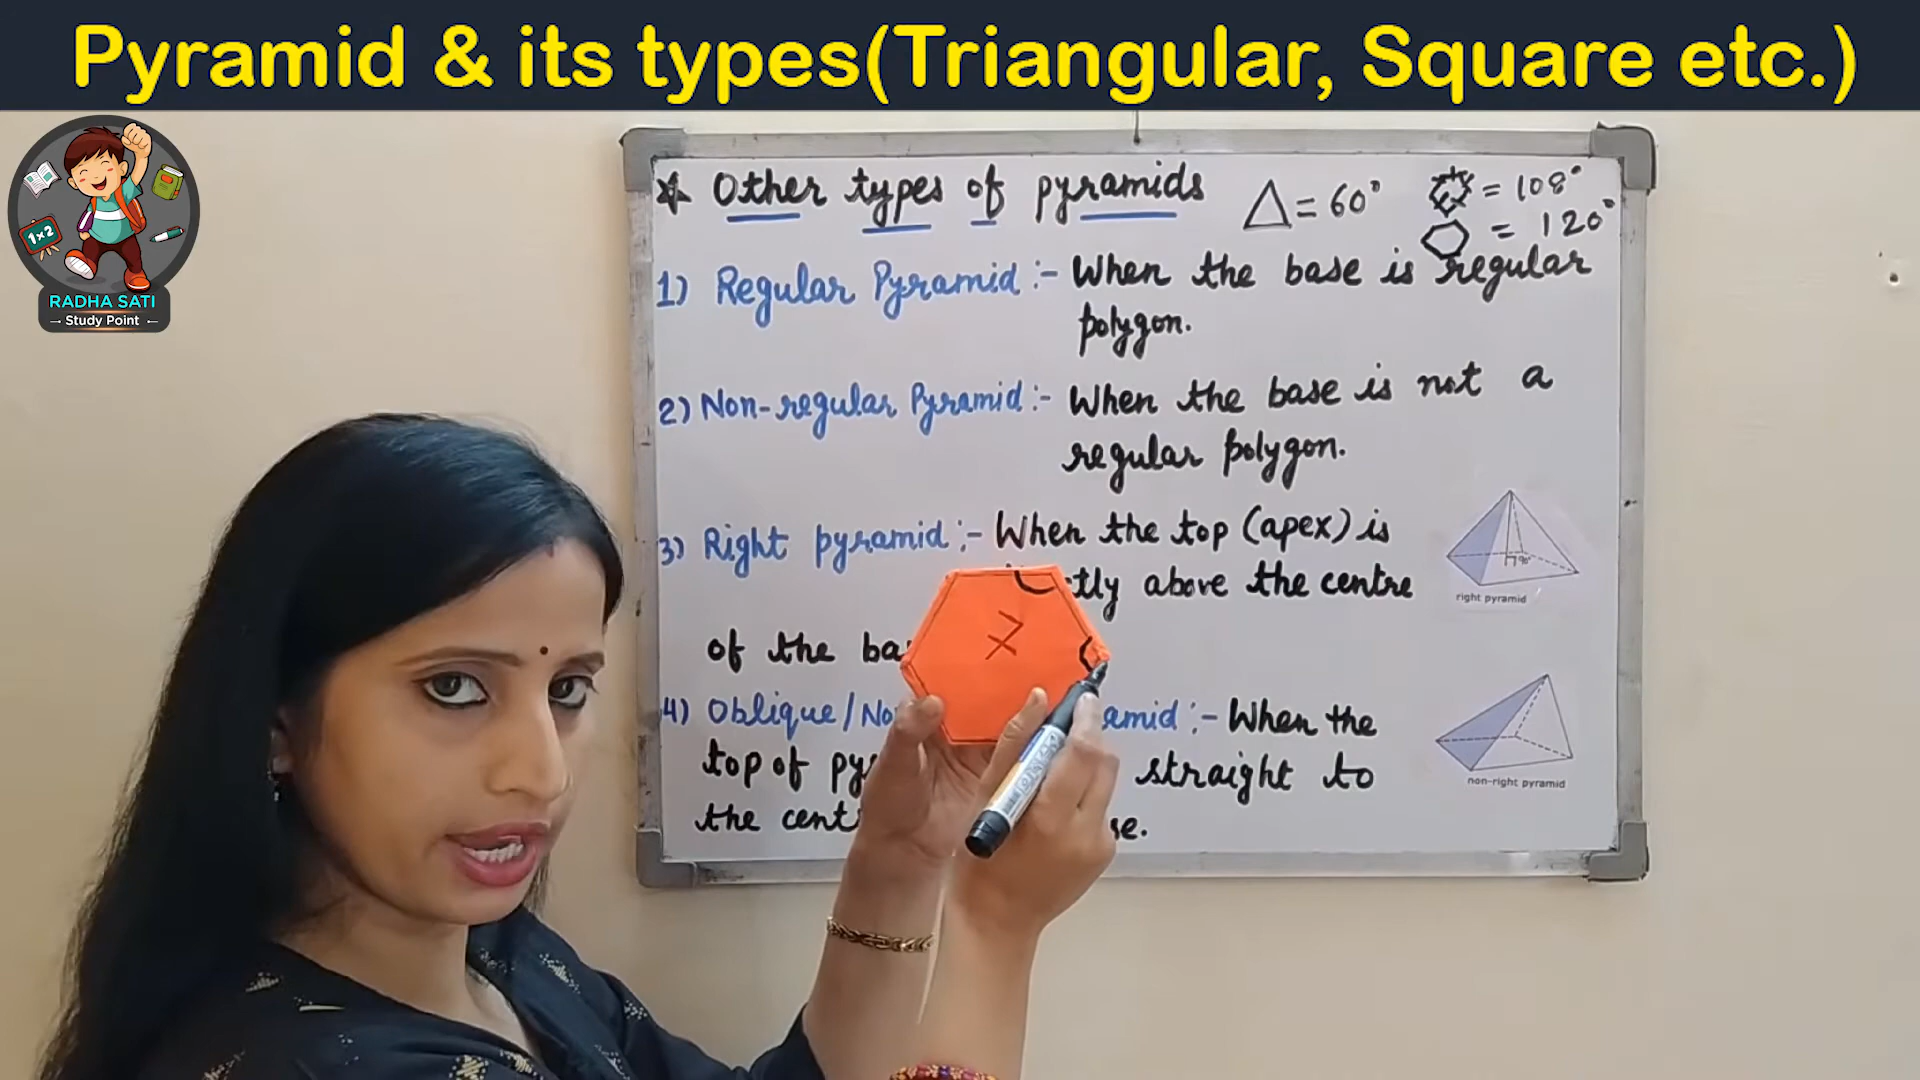 Pyramid & its types(Triangular, Square etc.)
1x2
RADHA SATI
Study Point
Other types of pyramids
△ = 60°
= 108°
⬡ = 120°
1) Regular Pyramid :- When the base is regular
polygon.
2) Non-regular Pyramid :- When the base is not a
regular polygon.
3) Right pyramid :- When the top (apex) is
tly above the centre
of the ba
90°
right pyramid
4) Oblique/No amid :- When the
top of py straight to
the cent se.
non-right pyramid